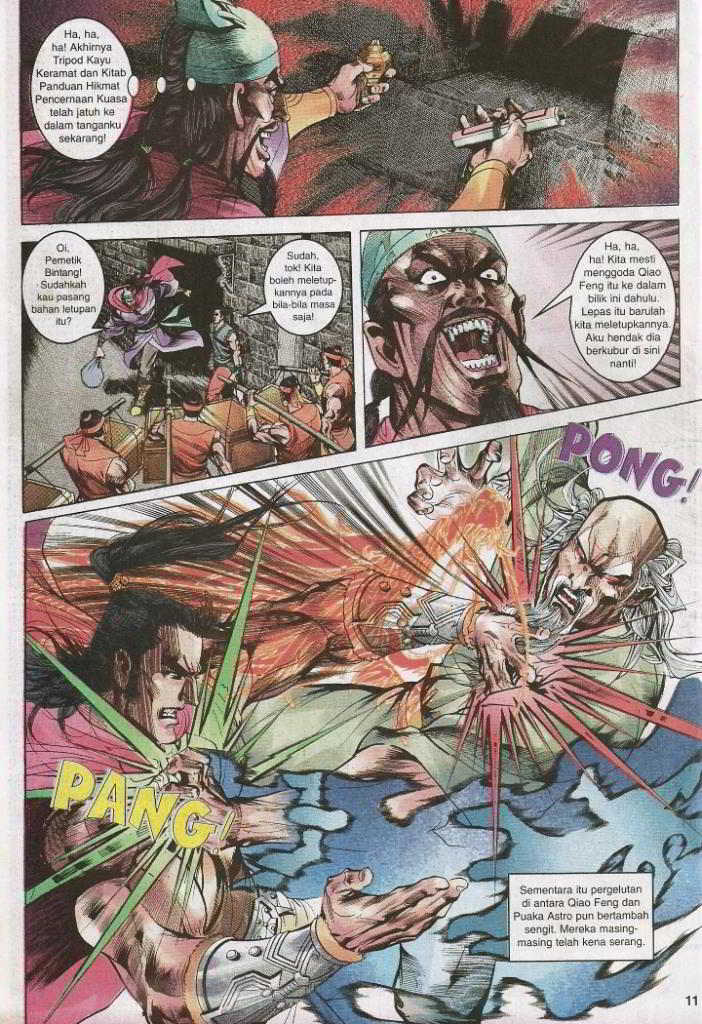 Ha, ha,
ha! Akhirnya
Tripod Kayu
Keramat dan Kitab
Panduan Hikmat
Pencernaan Kuasa
telah jatuh ke
dalam tanganku
sekarang!
Oi,
Pemetik
Bintang!
Sudahkah
kau pasang
bahan letupan
itu?
Sudah,
tok! Kita
boleh meletup-
kannya pada
bila-bila masa
saja!
Ha, ha,
ha! Kita mesti
menggoda Qiao
Feng itu ke dalam
bilik ini dahulu.
Lepas itu barulah
kita meletupkannya.
Aku hendak dia
berkubur di sini
nanti!
PONG!
PANG!
Sementara itu pergelutan
di antara Qiao Feng dan
Puaka Astro pun bertambah
sengit. Mereka masing-
masing telah kena serang.
11